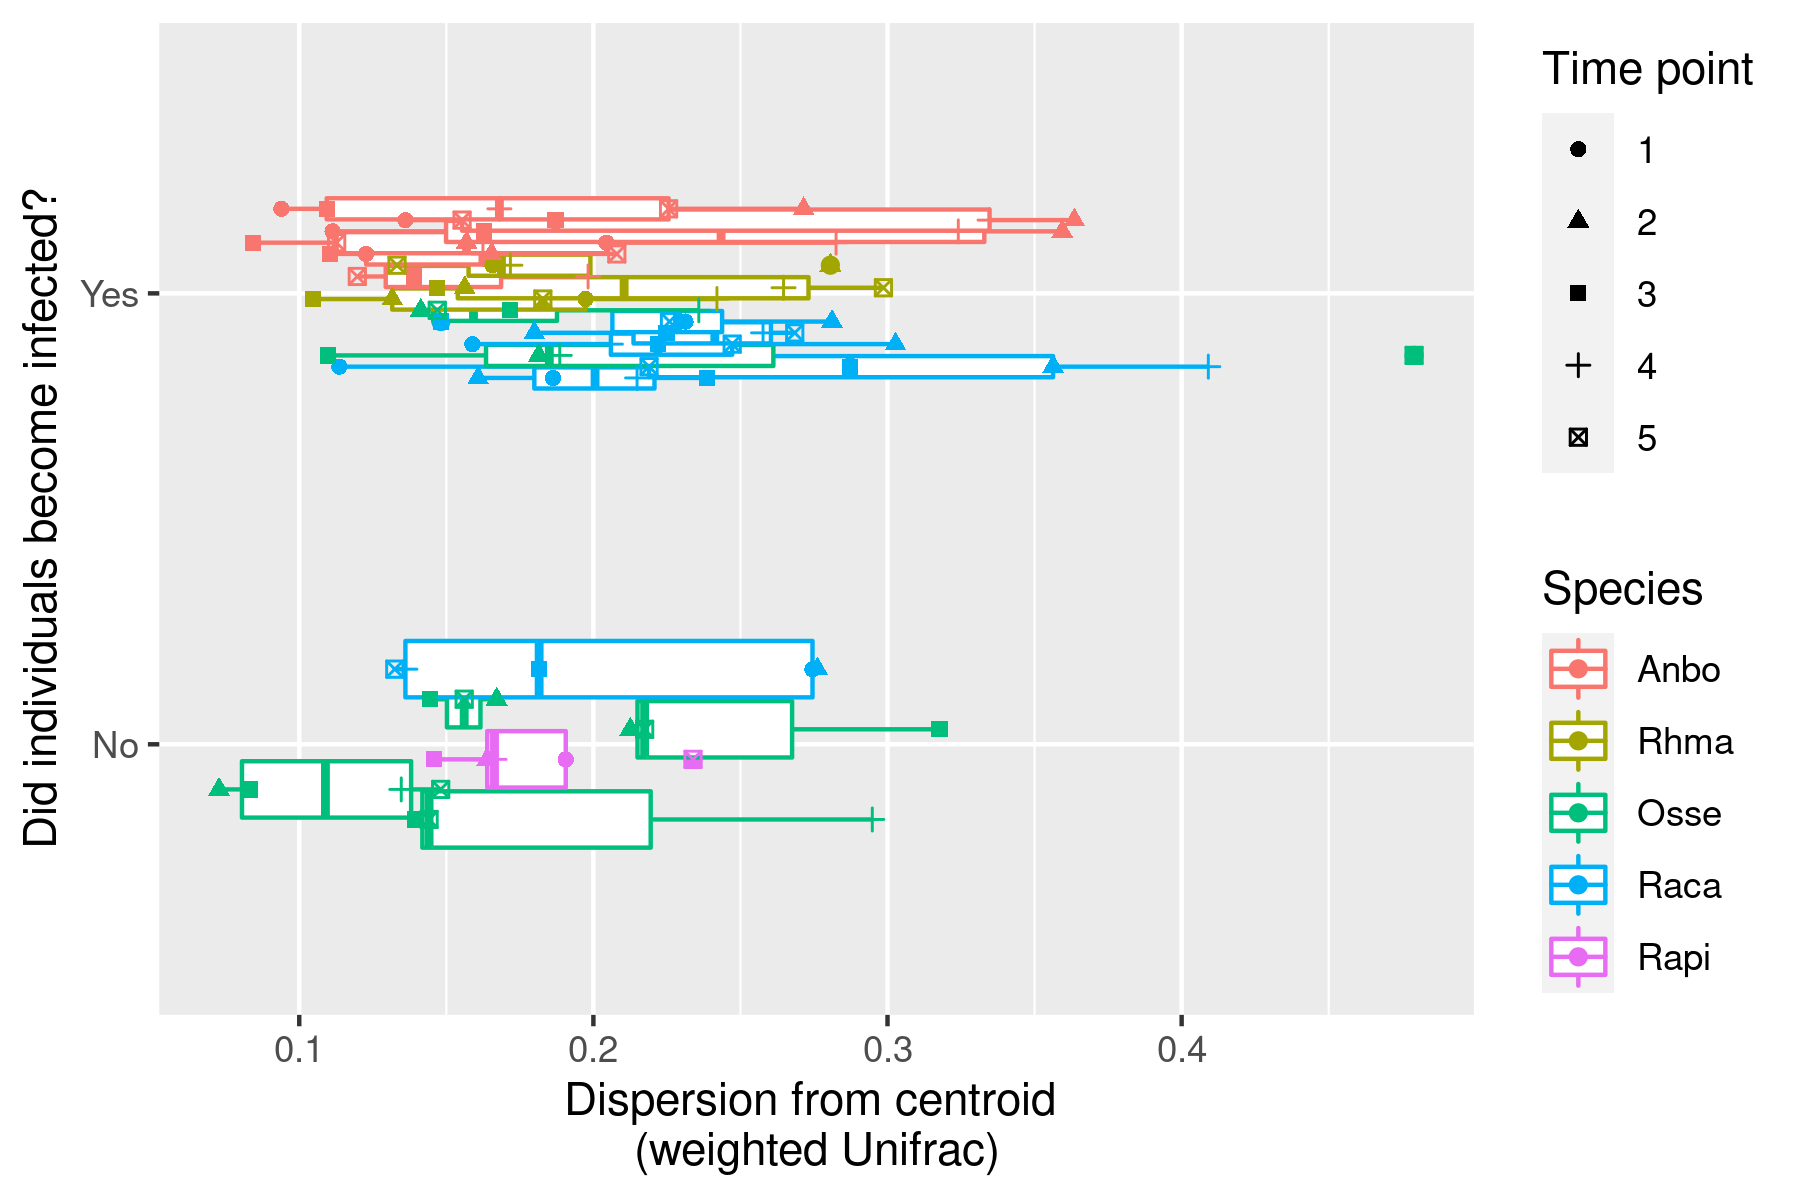 Did individuals become infected?
Yes
No
0.1
0.2
0.3
0.4
Dispersion from centroid
(weighted Unifrac)
Time point
1
2
3
4
5
Species
Anbo
Rhma
Osse
Raca
Rapi